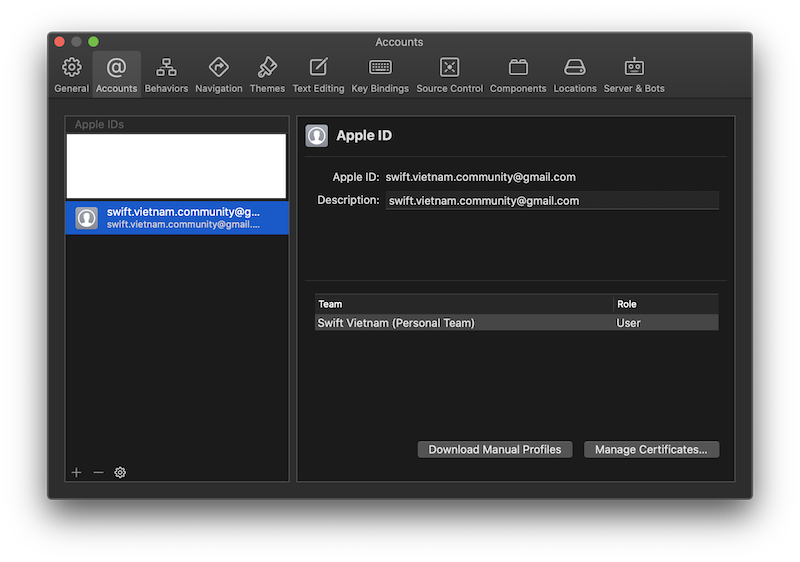 Accounts
General Accounts Behaviors Navigation Themes Text Editing Key Bindings Source Control Components Locations Server & Bots
Apple IDs
swift.vietnam.community@g...
swift.vietnam.community@gmail....
Apple ID
Apple ID: swift.vietnam.community@gmail.com
Description: swift.vietnam.community@gmail.com
Team Role
Swift Vietnam (Personal Team) User
Download Manual Profiles Manage Certificates...